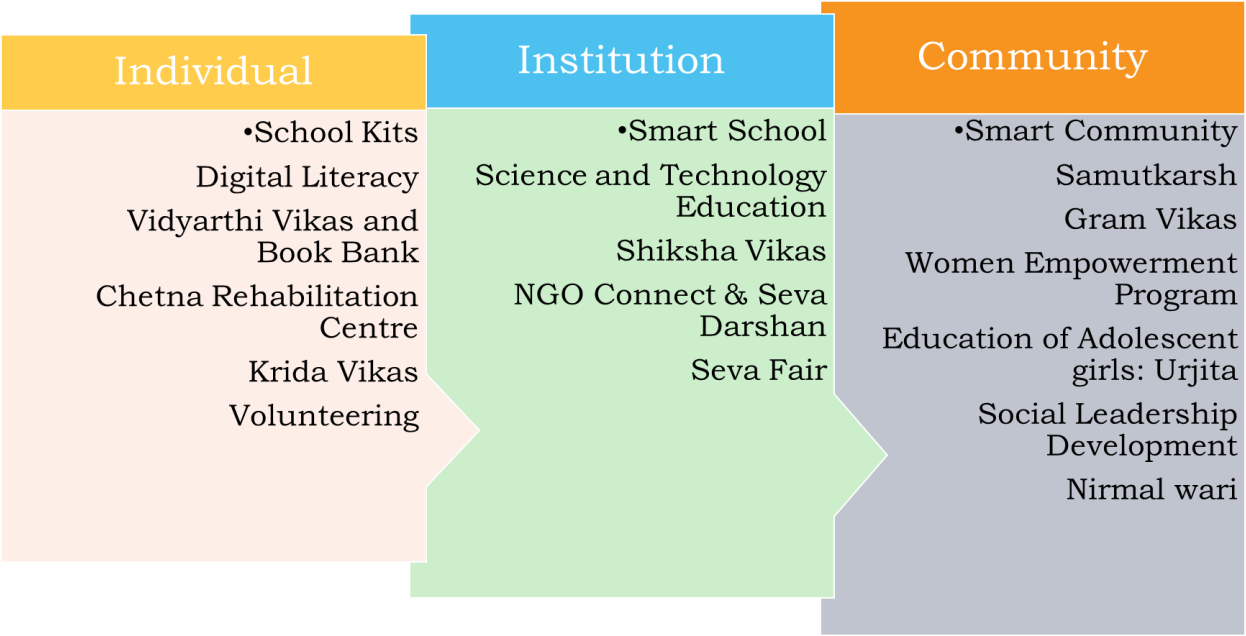 Individual
•School Kits
Digital Literacy
Vidyarthi Vikas and
Book Bank
Chetna Rehabilitation
Centre
Krida Vikas
Volunteering
Institution
•Smart School
Science and Technology
Education
Shiksha Vikas
NGO Connect & Seva
Darshan
Seva Fair
Community
•Smart Community
Samutkarsh
Gram Vikas
Women Empowerment
Program
Education of Adolescent
girls: Urjita
Social Leadership
Development
Nirmal wari